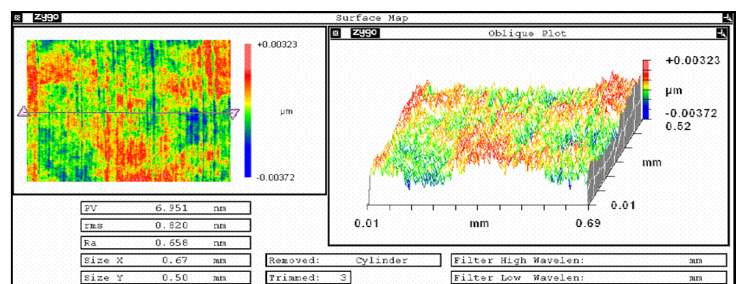 zygo Surface Map
+0.00323
µm
-0.00372
zygo Oblique Plot
+0.00323
µm
-0.00372
0.52
mm
0.01
0.01 mm 0.69
PV 6.951 nm
rms 0.820 nm
Ra 0.658 nm
Size X 0.67 mm
Size Y 0.50 mm
Removed: Cylinder
Trimmed: 3
Filter High Wavelen: mm
Filter Low Wavelen: mm